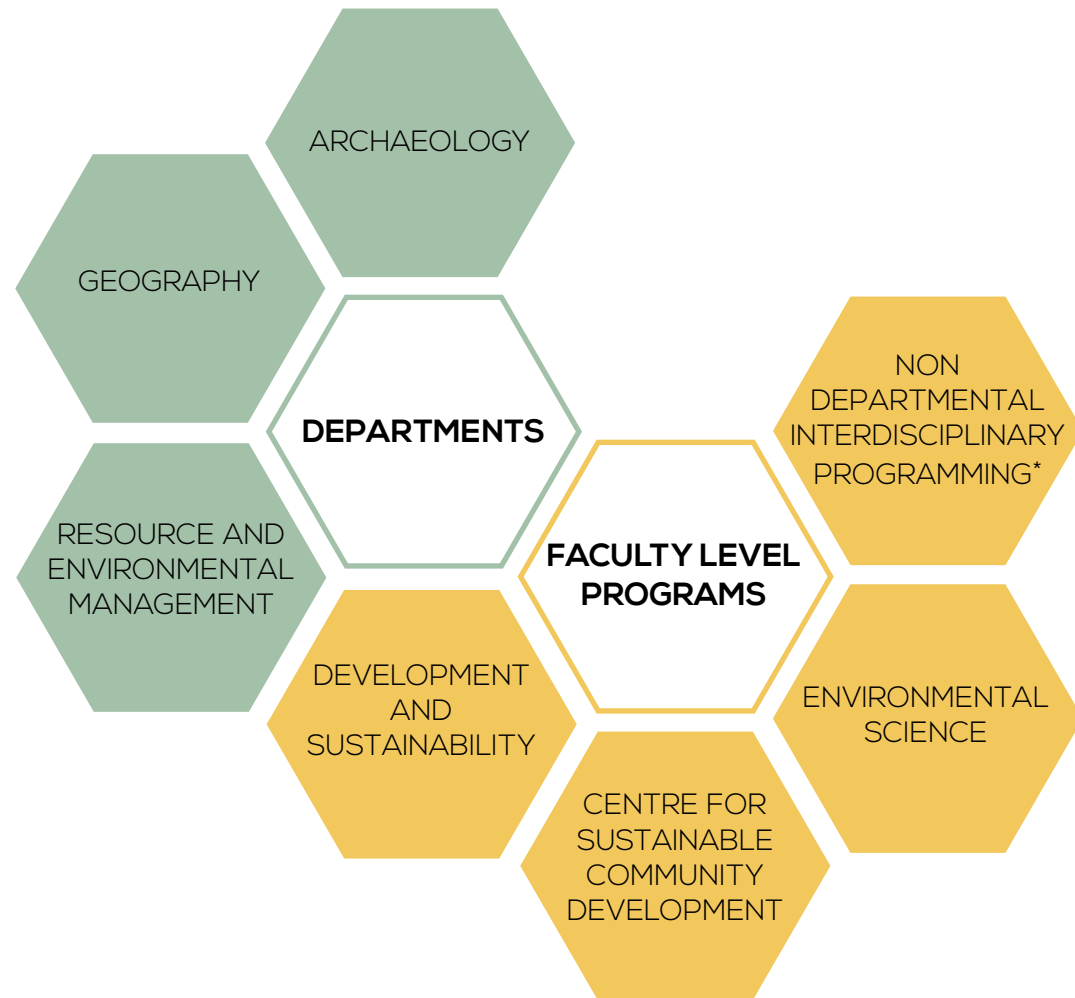 ARCHAEOLOGY
GEOGRAPHY
DEPARTMENTS
RESOURCE AND
ENVIRONMENTAL
MANAGEMENT
NON
DEPARTMENTAL
INTERDISCIPLINARY
PROGRAMMING*
FACULTY LEVEL
PROGRAMS
DEVELOPMENT
AND
SUSTAINABILITY
ENVIRONMENTAL
SCIENCE
CENTRE FOR
SUSTAINABLE
COMMUNITY
DEVELOPMENT